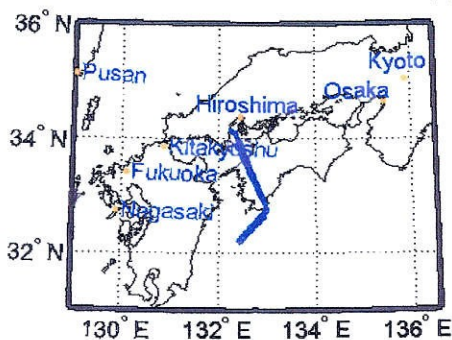 36° N
Pusan
Kyoto
Osaka
Hiroshima
34° N
Kitakyushu
Fukuoka
Nagasaki
32° N
130° E 132° E 134° E 136° E